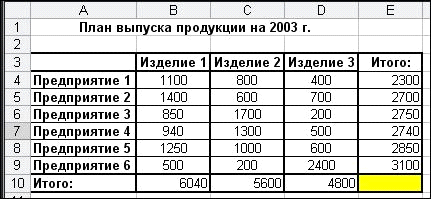 A B C D E
1 План выпуска продукции на 2003 г.
2
3 Изделие 1 Изделие 2 Изделие 3 Итого:
4 Предприятие 1 1100 800 400 2300
5 Предприятие 2 1400 600 700 2700
6 Предприятие 3 850 1700 200 2750
7 Предприятие 4 940 1300 500 2740
8 Предприятие 5 1250 1000 600 2850
9 Предприятие 6 500 200 2400 3100
10 Итого: 6040 5600 4800